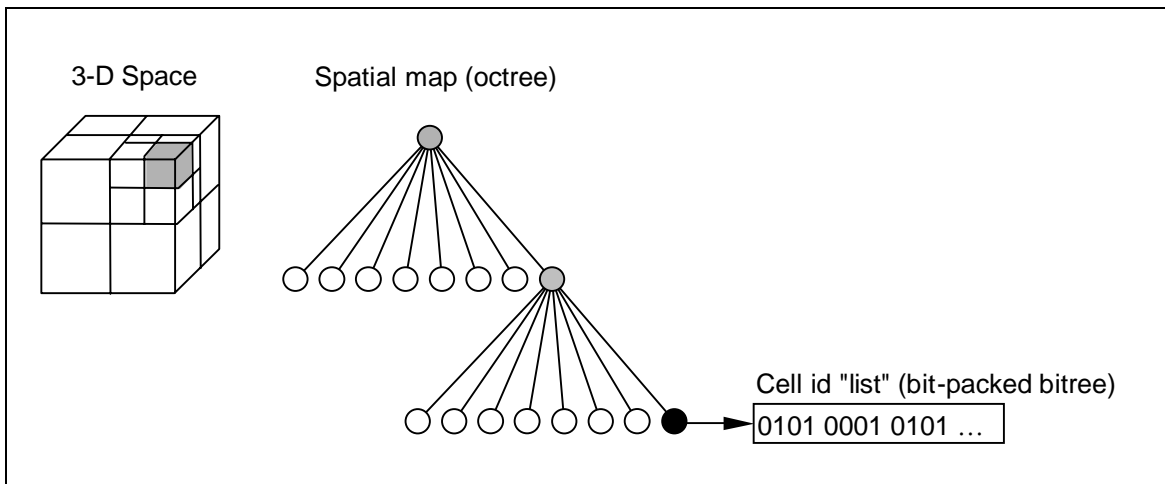 3-D Space
Spatial map (octree)
Cell id "list" (bit-packed bitree)
0101 0001 0101 …